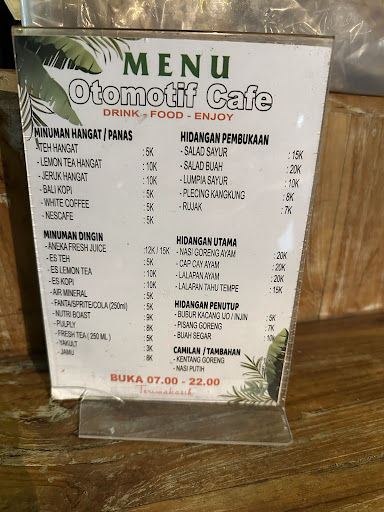 MENU
Otomotif Cafe
DRINK - FOOD - ENJOY
MINUMAN HANGAT / PANAS
- TEH HANGAT : 5K
- LEMON TEA HANGAT : 10K
- JERUK HANGAT : 10K
- BALI KOPI : 5K
- WHITE COFFEE : 5K
- NESCAFE : 5K
MINUMAN DINGIN
- ANEKA FRESH JUICE : 12K / 15K
- ES TEH : 5K
- ES LEMON TEA : 10K
- ES KOPI : 10K
- AIR MINERAL : 5K
- FANTA/SPRITE/COLA (250ml) : 5K
- NUTRI BOAST : 9K
- PULPLY : 8K
- FRESH TEA ( 250 ML )
- YAKULT : 3K
- JAMU : 8K
HIDANGAN PEMBUKAAN
- SALAD SAYUR : 15K
- SALAD BUAH : 20K
- LUMPIA SAYUR : 10K
- PLECING KANGKUNG : 8K
- RUJAK : 7K
HIDANGAN UTAMA
- NASI GORENG AYAM : 20K
- CAP CAY AYAM : 20K
- LALAPAN AYAM : 20K
- LALAPAN TAHU TEMPE : 15K
HIDANGAN PENUTUP
- BUBUR KACANG IJO / INJIN : 5K
- PISANG GORENG : 7K
- BUAH SEGAR : 10K
CAMILAN / TAMBAHAN
- KENTANG GORENG
- NASI PUTIH
BUKA 07.00 - 22.00
Terimakasih